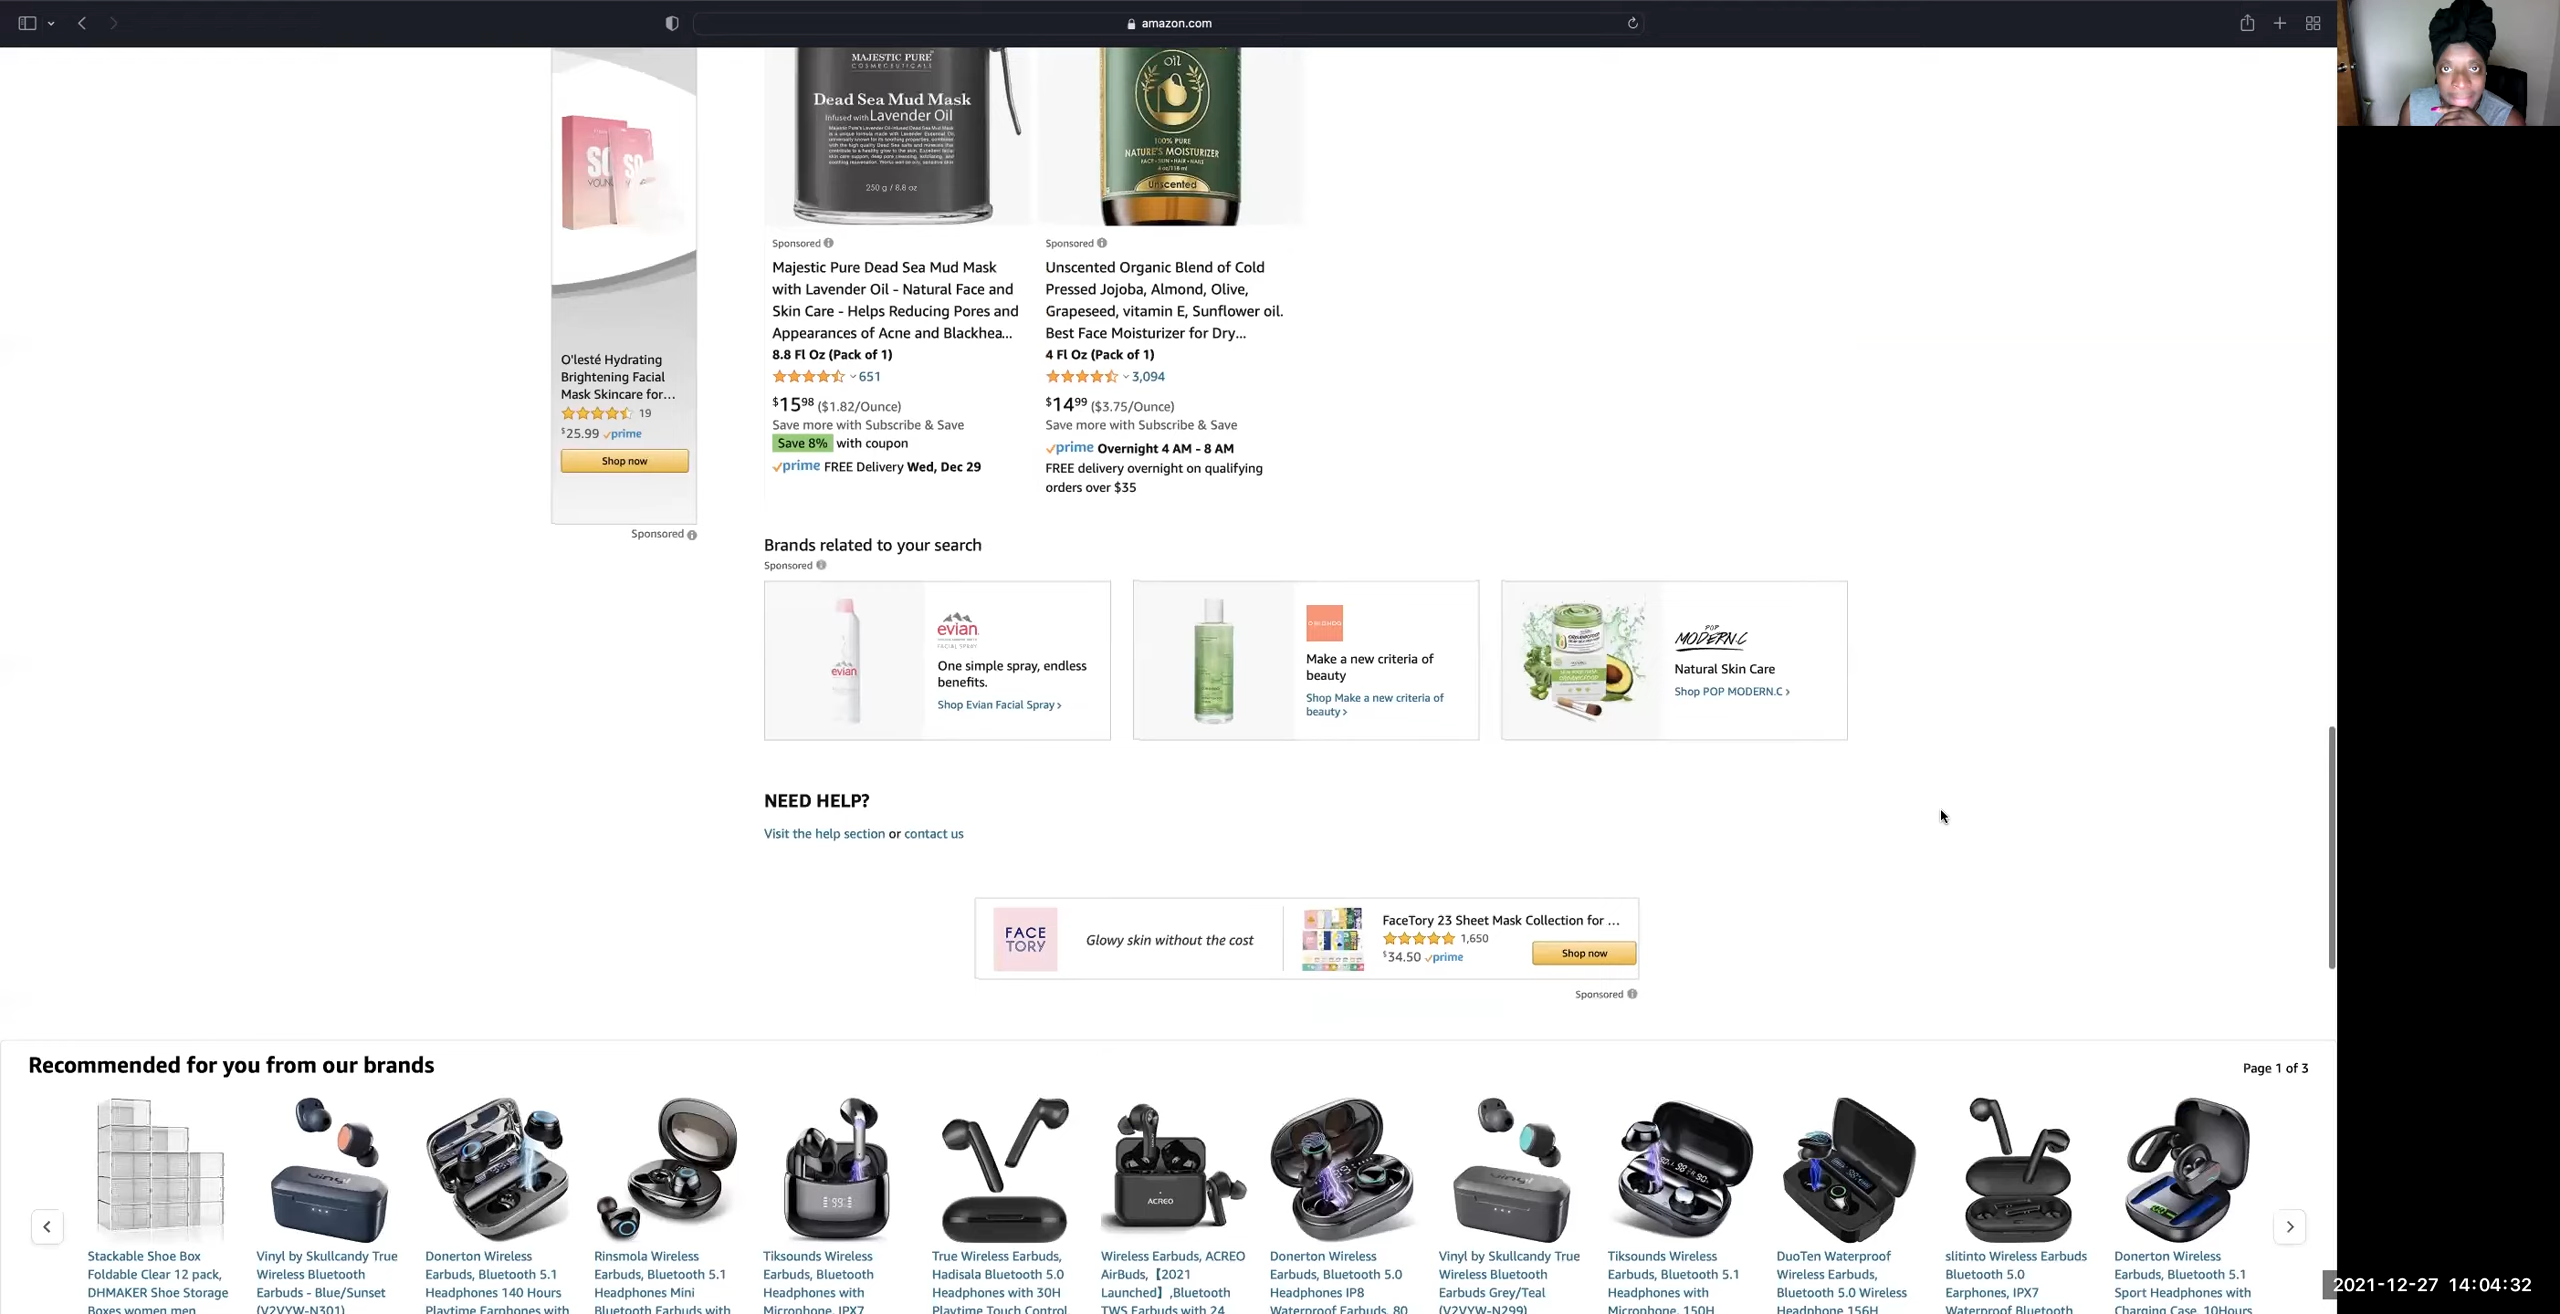 amazon.com
MAJESTIC PURE
COSMECEUTICALS
Dead Sea Mud Mask
Infused with Lavender Oil
250 g / 8.8 oz
oil
100% PURE
NATURE'S MOISTURIZER
FACE • SKIN • HAIR • NAILS
Unscented
SO
YOUN
O'lesté Hydrating
Brightening Facial
Mask Skincare for...
19
$25.99 prime
Shop now
Sponsored
Sponsored
Majestic Pure Dead Sea Mud Mask
with Lavender Oil - Natural Face and
Skin Care - Helps Reducing Pores and
Appearances of Acne and Blackhea...
8.8 Fl Oz (Pack of 1)
651
$1598 ($1.82/Ounce)
Save more with Subscribe & Save
Save 8% with coupon
prime FREE Delivery Wed, Dec 29
Sponsored
Unscented Organic Blend of Cold
Pressed Jojoba, Almond, Olive,
Grapeseed, vitamin E, Sunflower oil.
Best Face Moisturizer for Dry...
4 Fl Oz (Pack of 1)
3,094
$1499 ($3.75/Ounce)
Save more with Subscribe & Save
prime Overnight 4 AM - 8 AM
FREE delivery overnight on qualifying
orders over $35
Brands related to your search
Sponsored
evian
evian
FACIAL SPRAY
One simple spray, endless
benefits.
Shop Evian Facial Spray ›
Make a new criteria of
beauty
Shop Make a new criteria of
beauty ›
POP
MODERN.C
Natural Skin Care
Shop POP MODERN.C ›
NEED HELP?
Visit the help section or contact us
FACE
TORY
Glowy skin without the cost
FaceTory 23 Sheet Mask Collection for ...
1,650
$34.50 prime
Shop now
Sponsored
Recommended for you from our brands
Page 1 of 3
ACREO
Stackable Shoe Box
Foldable Clear 12 pack,
DHMAKER Shoe Storage
Boxes women men
Vinyl by Skullcandy True
Wireless Bluetooth
Earbuds - Blue/Sunset
(V2VYW-N301)
Donerton Wireless
Earbuds, Bluetooth 5.1
Headphones 140 Hours
Playtime Earphones with
Rinsmola Wireless
Earbuds, Bluetooth 5.1
Headphones Mini
Bluetooth Earbuds with
Tiksounds Wireless
Earbuds, Bluetooth
Headphones with
Microphone, IPX7
True Wireless Earbuds,
Hadisala Bluetooth 5.0
Headphones with 30H
Playtime Touch Control
Wireless Earbuds, ACREO
AirBuds,【2021
Launched】,Bluetooth
TWS Earbuds with 24
Donerton Wireless
Earbuds, Bluetooth 5.0
Headphones IP8
Waterproof Earbuds, 80
Vinyl by Skullcandy True
Wireless Bluetooth
Earbuds Grey/Teal
(V2VYW-N299)
Tiksounds Wireless
Earbuds, Bluetooth 5.1
Headphones with
Microphone, 150H
DuoTen Waterproof
Wireless Earbuds,
Bluetooth 5.0 Wireless
Headphone 156H
slitinto Wireless Earbuds
Bluetooth 5.0
Earphones, IPX7
Waterproof Bluetooth
Donerton Wireless
Earbuds, Bluetooth 5.1
Sport Headphones with
Charging Case, 10Hours
2021-12-27 14:04:32